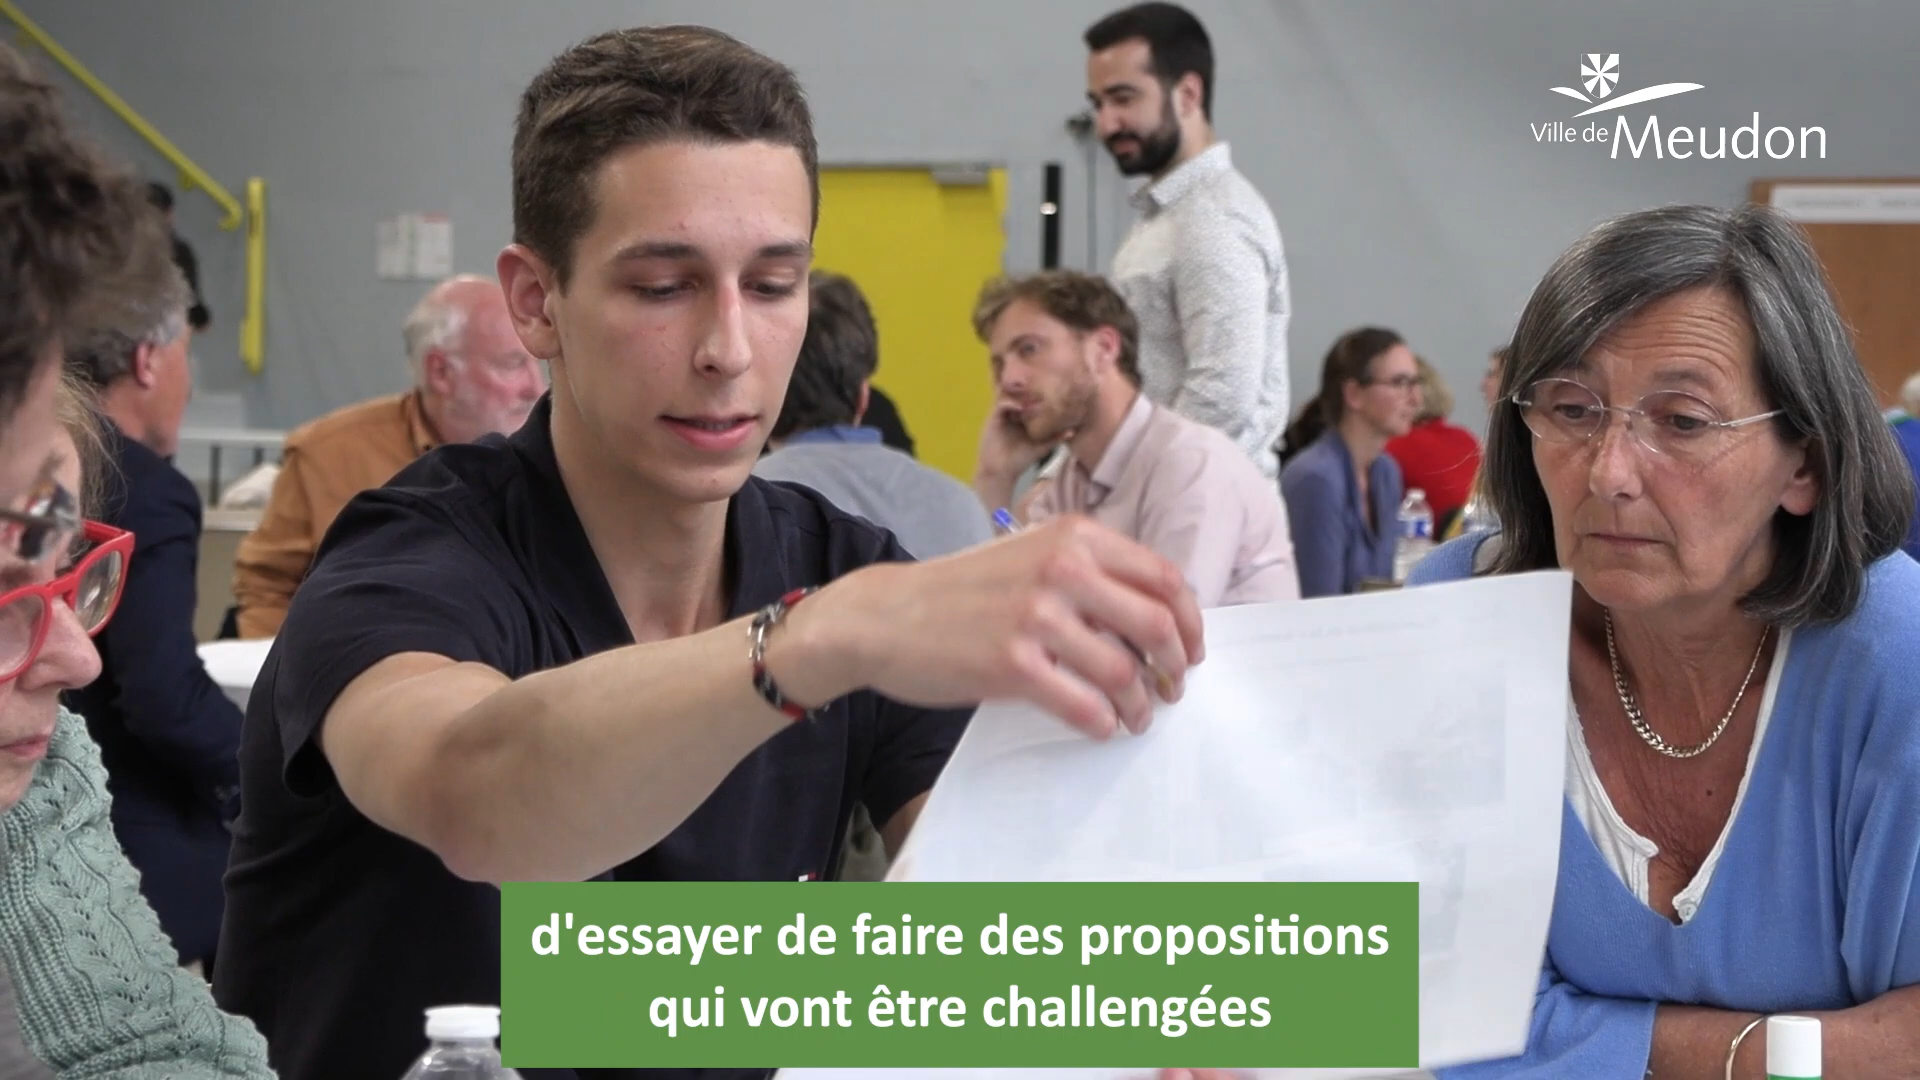 Ville de Meudon
d'essayer de faire des propositions
qui vont être challengées